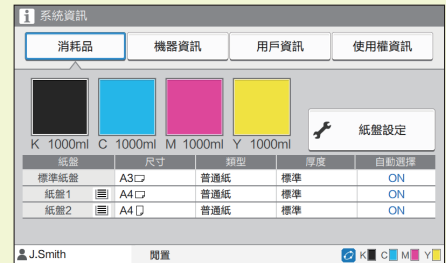 i 系統資訊
消耗品 機器資訊 用戶資訊 使用權資訊
K 1000ml C 1000ml M 1000ml Y 1000ml
紙盤設定
紙盤 尺寸 類型 厚度 自動選擇
標準紙盤 A3 普通紙 標準 ON
紙盤1 A4 普通紙 標準 ON
紙盤2 A4 普通紙 標準 ON
J.Smith 閒置 K C M Y